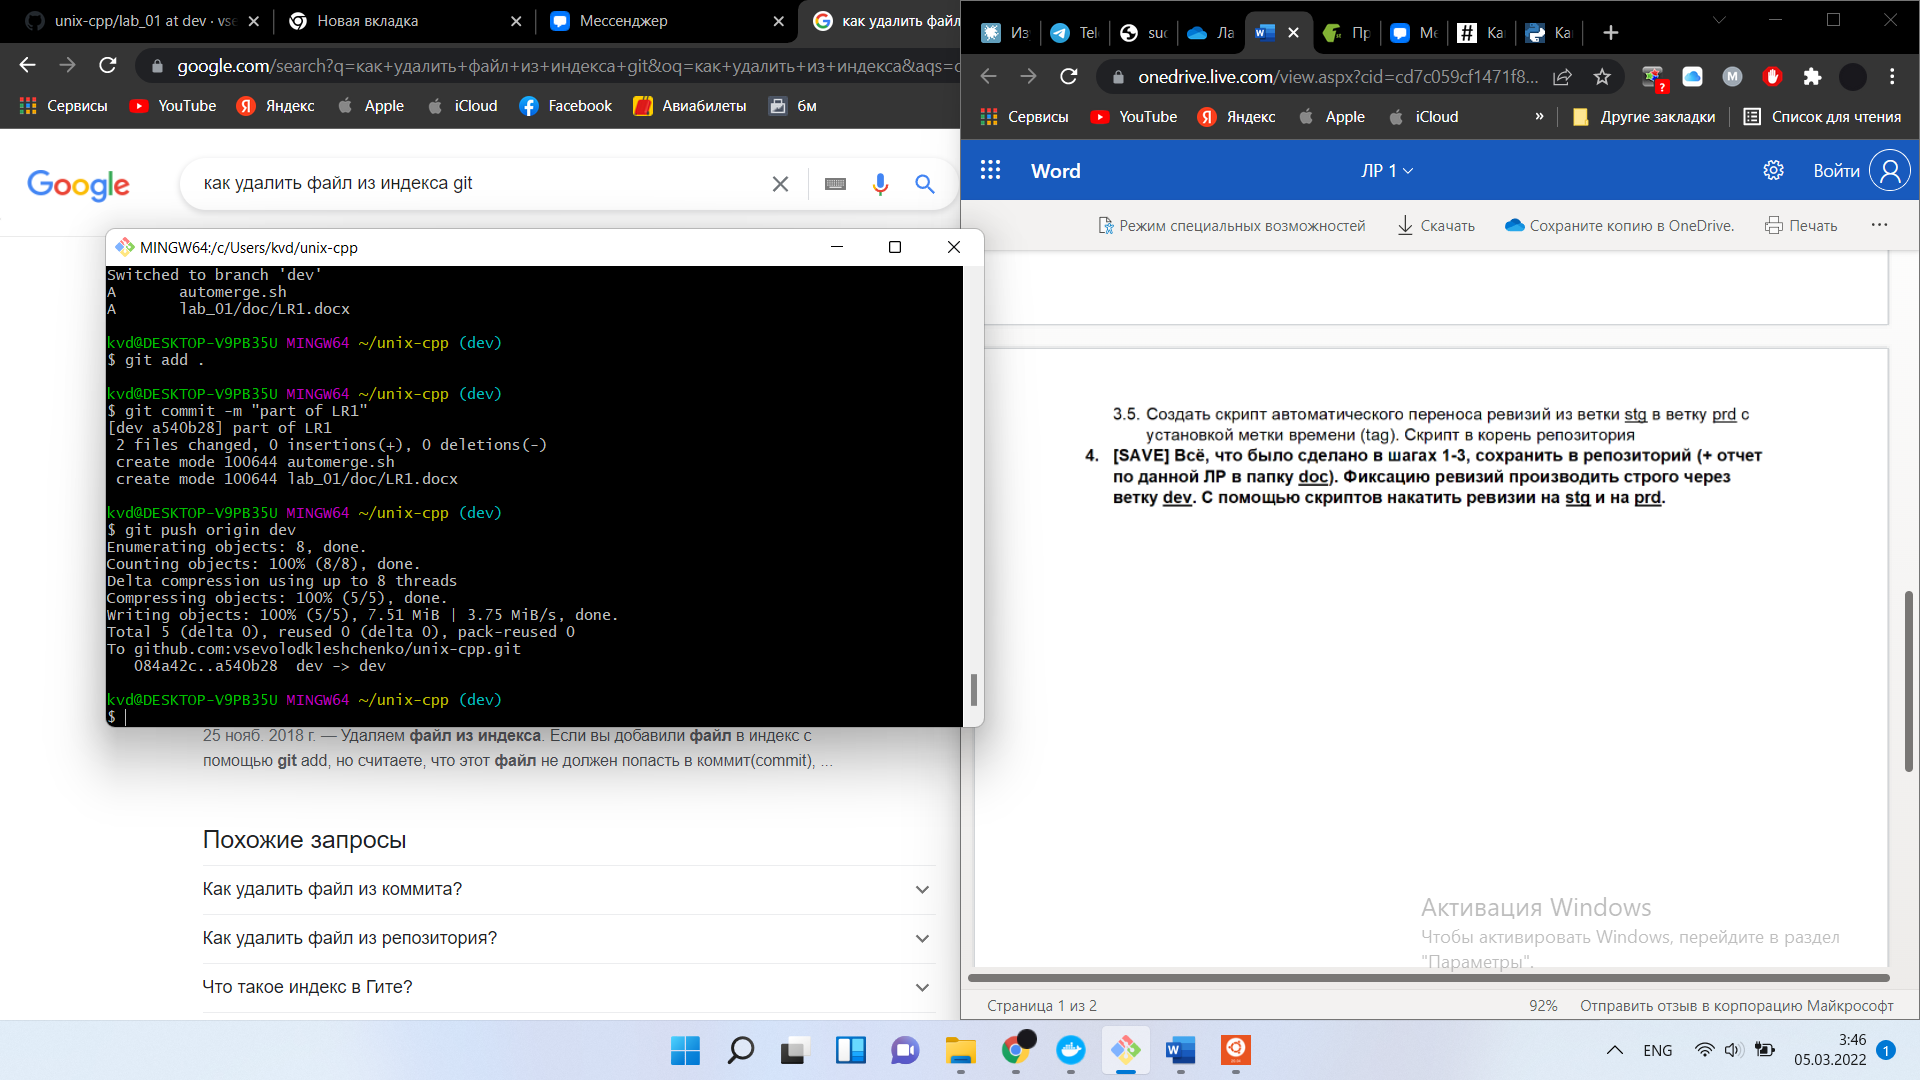 unix-cpp/lab_01 at dev · vse
Новая вкладка
Мессенджер
как удалить файл
google.com/search?q=как+удалить+файл+из+индекса+git&oq=как+удалить+из+индекса&aqs=c
Сервисы YouTube Яндекс Apple iCloud Facebook Авиабилеты бм
Google
как удалить файл из индекса git
MINGW64:/c/Users/kvd/unix-cpp
Switched to branch 'dev'
A       automerge.sh
A       lab_01/doc/LR1.docx
kvd@DESKTOP-V9PB35U MINGW64 ~/unix-cpp (dev)
$ git add .
kvd@DESKTOP-V9PB35U MINGW64 ~/unix-cpp (dev)
$ git commit -m "part of LR1"
[dev a540b28] part of LR1
2 files changed, 0 insertions(+), 0 deletions(-)
create mode 100644 automerge.sh
create mode 100644 lab_01/doc/LR1.docx
kvd@DESKTOP-V9PB35U MINGW64 ~/unix-cpp (dev)
$ git push origin dev
Enumerating objects: 8, done.
Counting objects: 100% (8/8), done.
Delta compression using up to 8 threads
Compressing objects: 100% (5/5), done.
Writing objects: 100% (5/5), 7.51 MiB | 3.75 MiB/s, done.
Total 5 (delta 0), reused 0 (delta 0), pack-reused 0
To github.com:vsevolodkleshchenko/unix-cpp.git
084a42c..a540b28  dev -> dev
kvd@DESKTOP-V9PB35U MINGW64 ~/unix-cpp (dev)
$
25 нояб. 2018 г. — Удаляем файл из индекса. Если вы добавили файл в индекс с
помощью git add, но считаете, что этот файл не должен попасть в коммит(commit), ...
Похожие запросы
Как удалить файл из коммита?
Как удалить файл из репозитория?
Что такое индекс в Гите?
Из Tel suc Ла Пр Ме Ка Ка
onedrive.live.com/view.aspx?cid=cd7c059cf1471f8...
Сервисы YouTube Яндекс Apple iCloud » Другие закладки Список для чтения
Word
ЛР 1
Войти
Режим специальных возможностей Скачать Сохраните копию в OneDrive. Печать ...
3.5. Создать скрипт автоматического переноса ревизий из ветки stg в ветку prd с
установкой метки времени (tag). Скрипт в корень репозитория
4. [SAVE] Всё, что было сделано в шагах 1-3, сохранить в репозиторий (+ отчет
по данной ЛР в папку doc). Фиксацию ревизий производить строго через
ветку dev. С помощью скриптов накатить ревизии на stg и на prd.
Активация Windows
Чтобы активировать Windows, перейдите в раздел
"Параметры".
Страница 1 из 2
92%
Отправить отзыв в корпорацию Майкрософт
ENG
3:46
05.03.2022
1